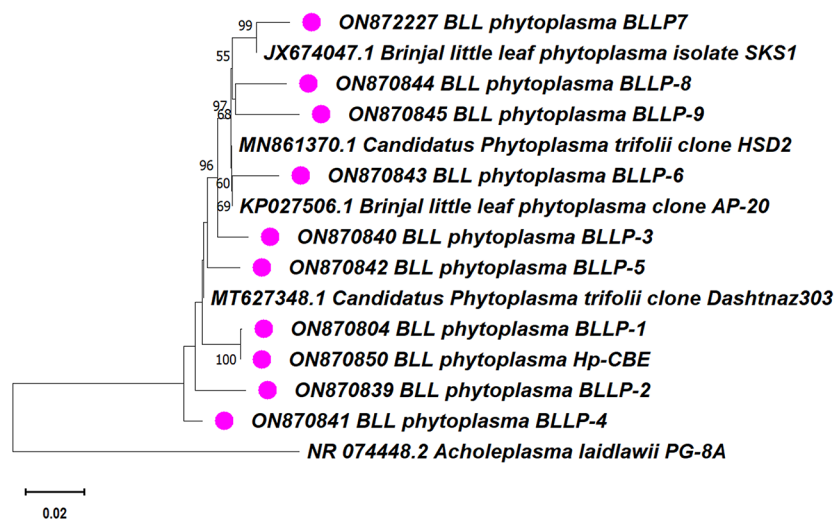 99
ON872227 BLL phytoplasma BLLP7
JX674047.1 Brinjal little leaf phytoplasma isolate SKS1
55
ON870844 BLL phytoplasma BLLP-8
97
68
ON870845 BLL phytoplasma BLLP-9
MN861370.1 Candidatus Phytoplasma trifolii clone HSD2
96
ON870843 BLL phytoplasma BLLP-6
60
69
KP027506.1 Brinjal little leaf phytoplasma clone AP-20
ON870840 BLL phytoplasma BLLP-3
ON870842 BLL phytoplasma BLLP-5
MT627348.1 Candidatus Phytoplasma trifolii clone Dashtnaz303
ON870804 BLL phytoplasma BLLP-1
100
ON870850 BLL phytoplasma Hp-CBE
ON870839 BLL phytoplasma BLLP-2
ON870841 BLL phytoplasma BLLP-4
NR 074448.2 Acholeplasma laidlawii PG-8A
0.02